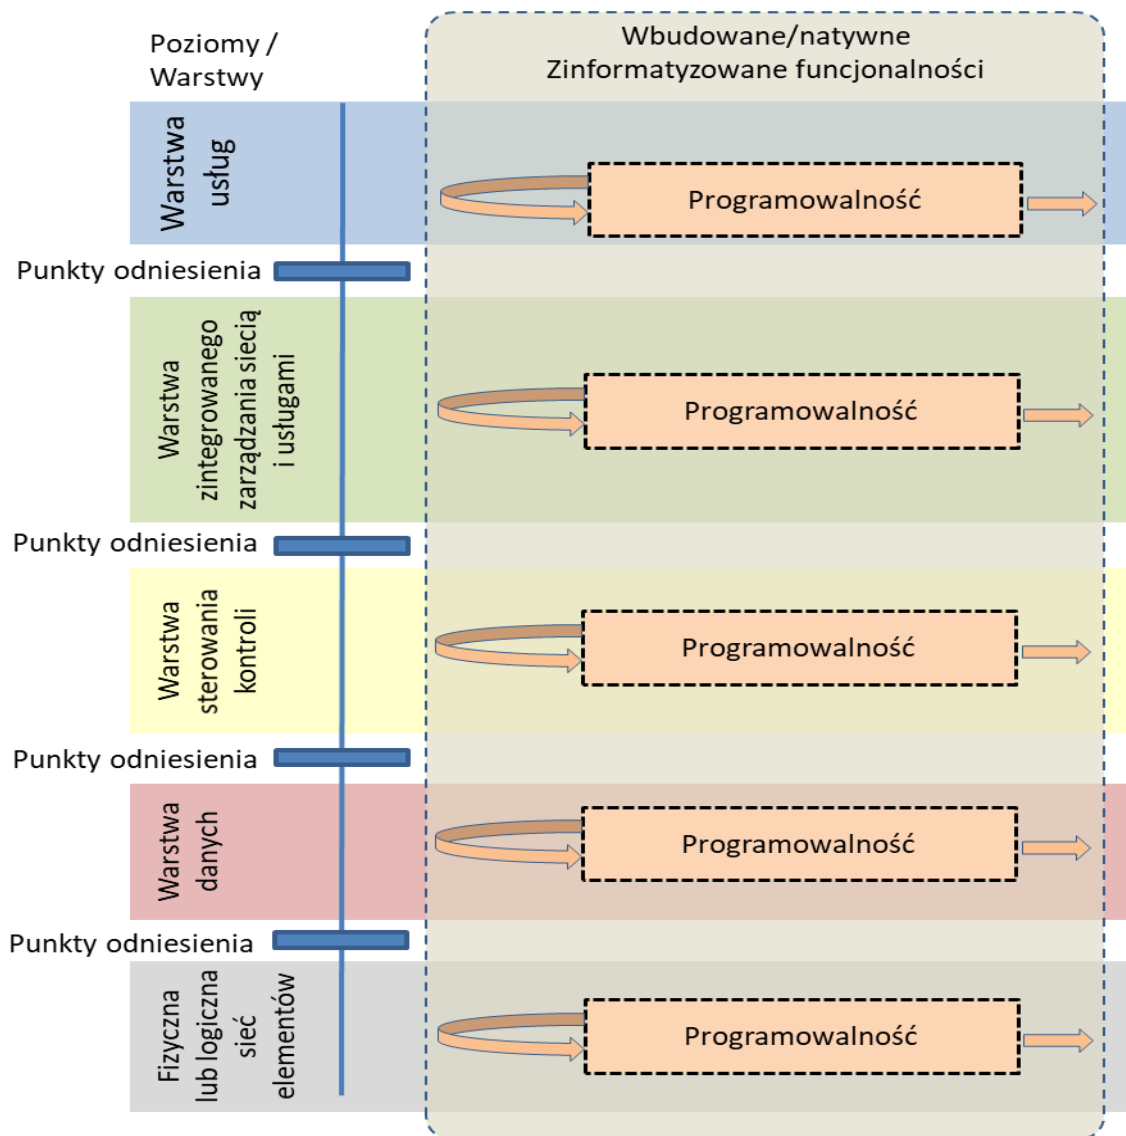 Poziomy /
Warstwy
Wbudowane/natywne
Zinformatyzowane funcjonalności
Warstwa
usług
Programowalność
Punkty odniesienia
Warstwa
zintegrowanego
zarządzania siecią
i usługami
Programowalność
Punkty odniesienia
Warstwa
sterowania
kontroli
Programowalność
Punkty odniesienia
Warstwa
danych
Programowalność
Punkty odniesienia
Fizyczna
lub logiczna
sieć
elementów
Programowalność